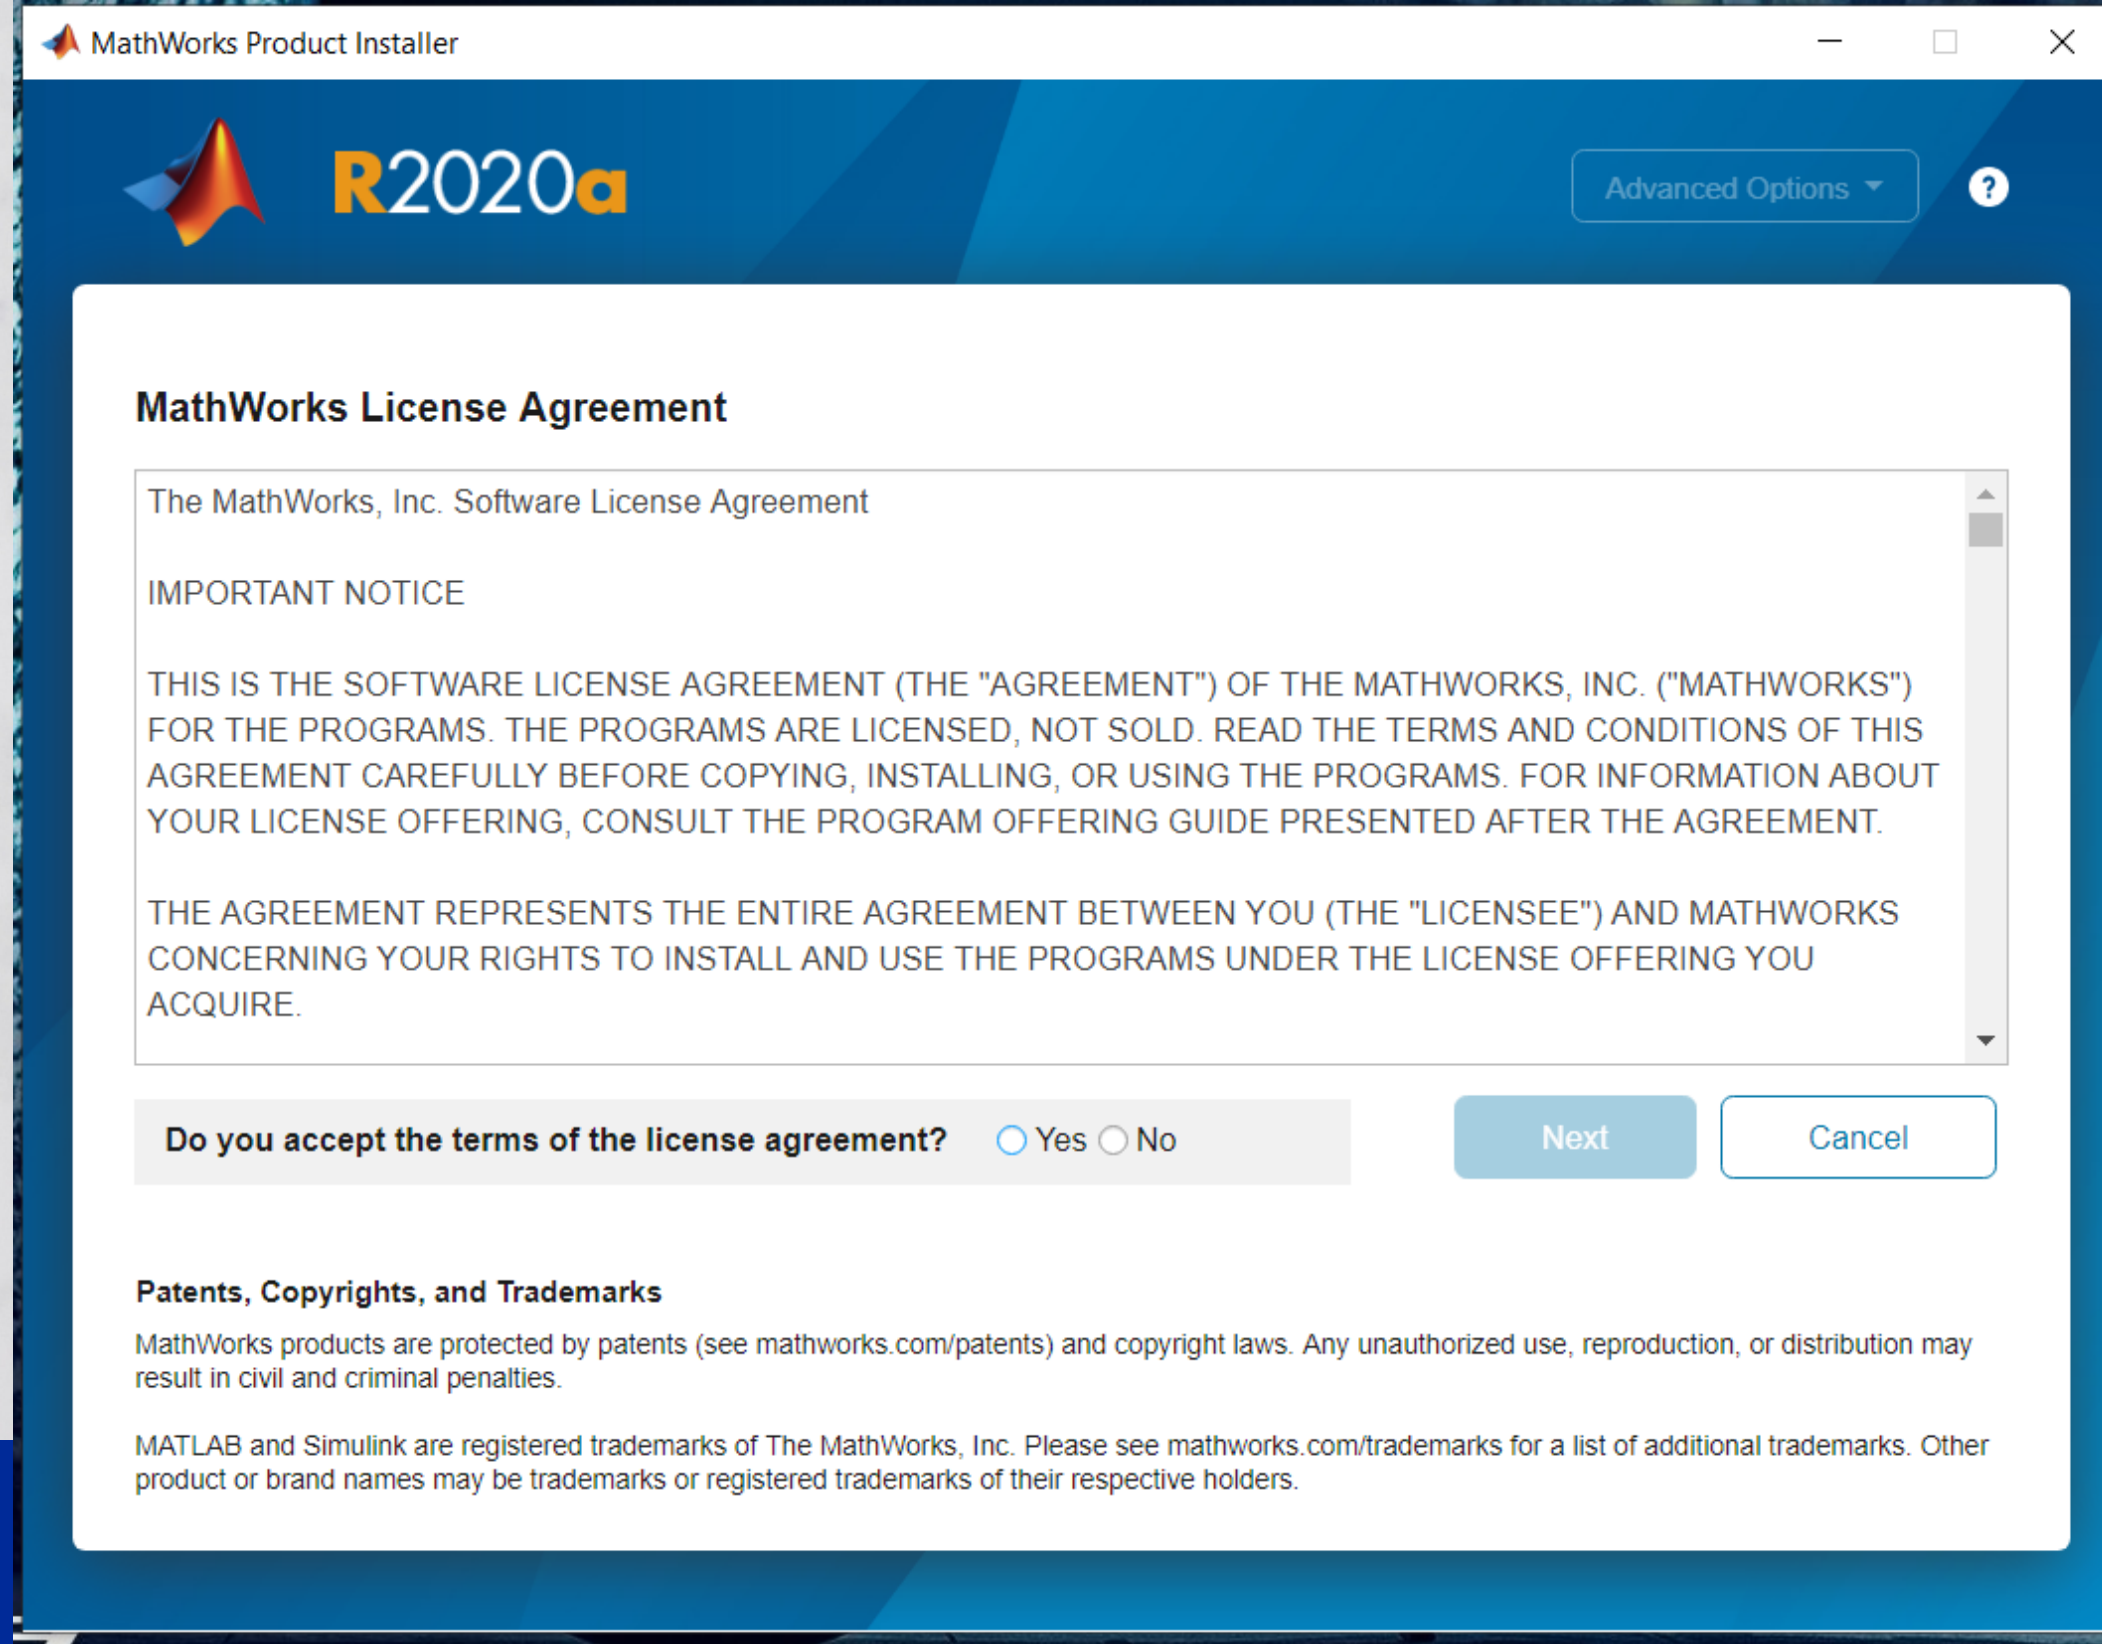 MathWorks Product Installer
R2020a
Advanced Options
?
MathWorks License Agreement
The MathWorks, Inc. Software License Agreement
IMPORTANT NOTICE
THIS IS THE SOFTWARE LICENSE AGREEMENT (THE "AGREEMENT") OF THE MATHWORKS, INC. ("MATHWORKS")
FOR THE PROGRAMS. THE PROGRAMS ARE LICENSED, NOT SOLD. READ THE TERMS AND CONDITIONS OF THIS
AGREEMENT CAREFULLY BEFORE COPYING, INSTALLING, OR USING THE PROGRAMS. FOR INFORMATION ABOUT
YOUR LICENSE OFFERING, CONSULT THE PROGRAM OFFERING GUIDE PRESENTED AFTER THE AGREEMENT.
THE AGREEMENT REPRESENTS THE ENTIRE AGREEMENT BETWEEN YOU (THE "LICENSEE") AND MATHWORKS
CONCERNING YOUR RIGHTS TO INSTALL AND USE THE PROGRAMS UNDER THE LICENSE OFFERING YOU
ACQUIRE.
Do you accept the terms of the license agreement? Yes No
Next
Cancel
Patents, Copyrights, and Trademarks
MathWorks products are protected by patents (see mathworks.com/patents) and copyright laws. Any unauthorized use, reproduction, or distribution may
result in civil and criminal penalties.
MATLAB and Simulink are registered trademarks of The MathWorks, Inc. Please see mathworks.com/trademarks for a list of additional trademarks. Other
product or brand names may be trademarks or registered trademarks of their respective holders.